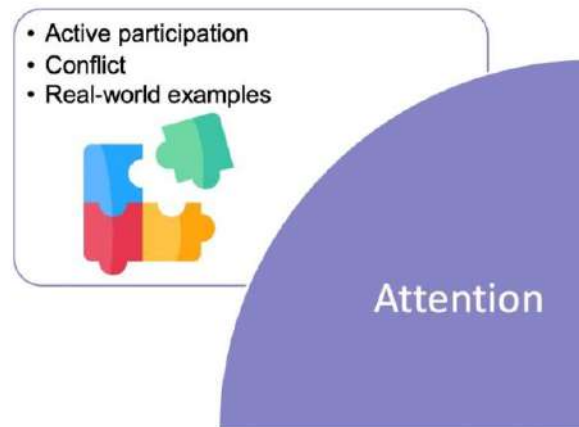 • Active participation
• Conflict
• Real-world examples
Attention